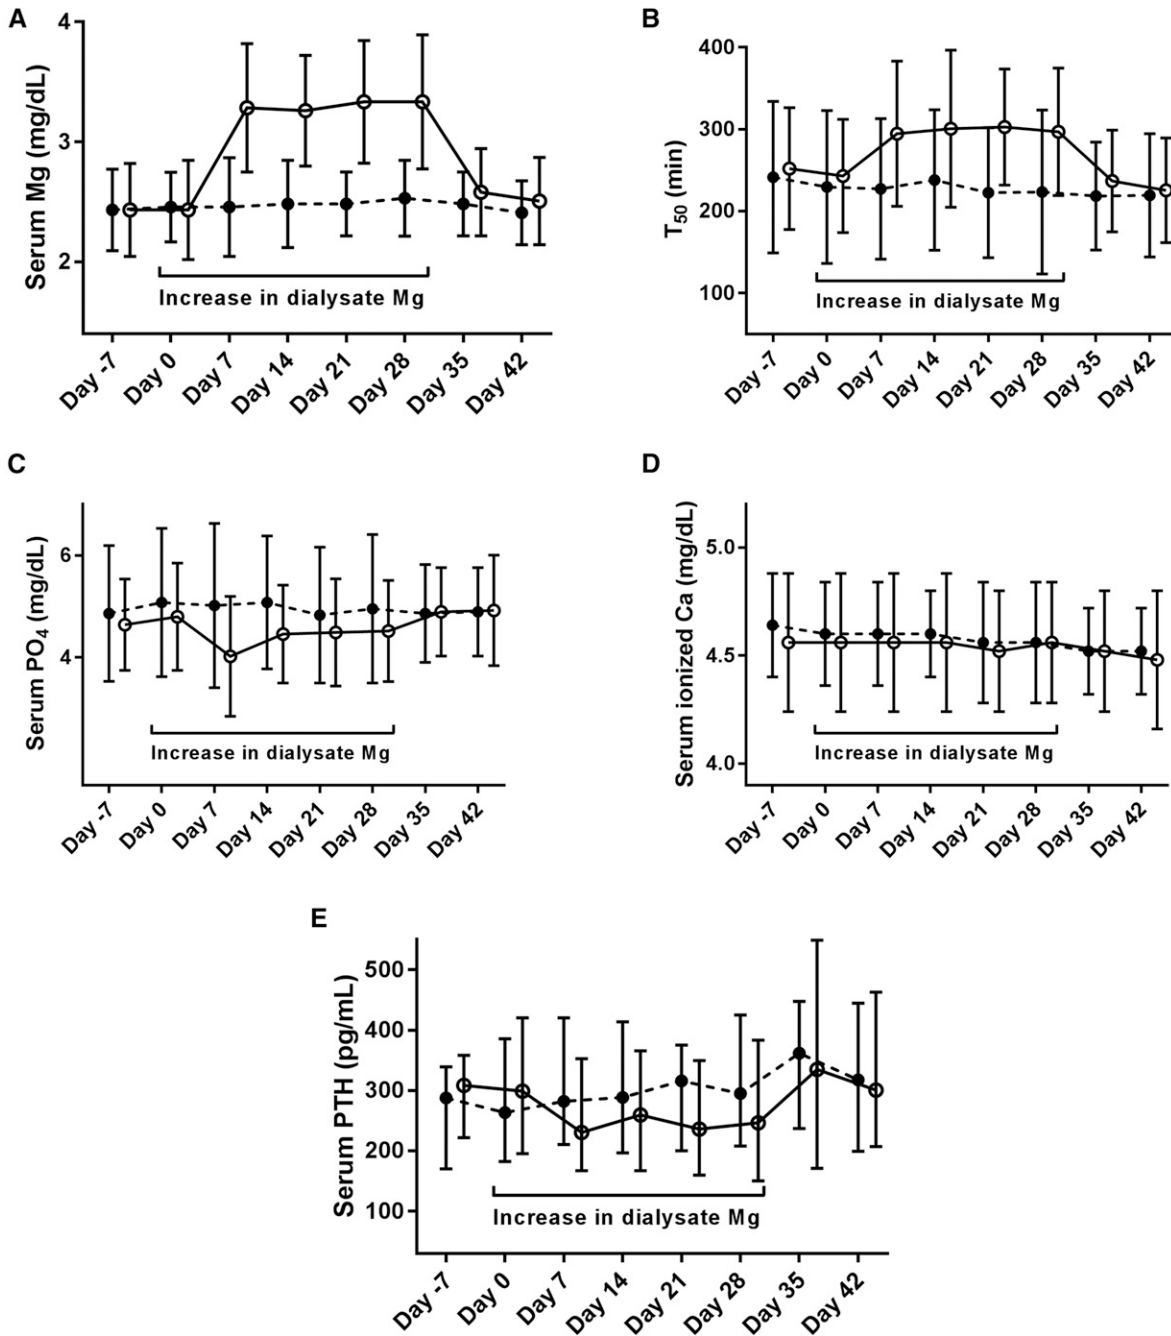 A
Serum Mg (mg/dL)
4
3
2
Increase in dialysate Mg
Day -7
Day 0
Day 7
Day 14
Day 21
Day 28
Day 35
Day 42
B
T50 (min)
400
300
200
100
Increase in dialysate Mg
Day -7
Day 0
Day 7
Day 14
Day 21
Day 28
Day 35
Day 42
C
Serum PO4 (mg/dL)
6
4
Increase in dialysate Mg
Day -7
Day 0
Day 7
Day 14
Day 21
Day 28
Day 35
Day 42
D
Serum ionized Ca (mg/dL)
5.0
4.5
4.0
Increase in dialysate Mg
Day -7
Day 0
Day 7
Day 14
Day 21
Day 28
Day 35
Day 42
E
Serum PTH (pg/mL)
500
400
300
200
100
Increase in dialysate Mg
Day -7
Day 0
Day 7
Day 14
Day 21
Day 28
Day 35
Day 42